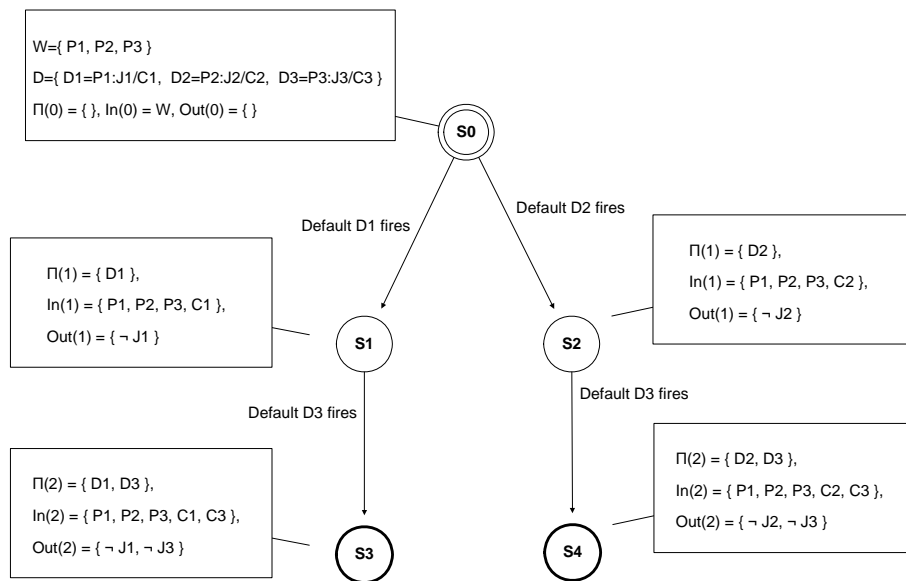 W={ P1, P2, P3 }
D={ D1=P1:J1/C1, D2=P2:J2/C2, D3=P3:J3/C3 }
Π(0) = { }, In(0) = W, Out(0) = { }
S0
Default D1 fires
Default D2 fires
Π(1) = { D1 },
In(1) = { P1, P2, P3, C1 },
Out(1) = { ¬ J1 }
Π(1) = { D2 },
In(1) = { P1, P2, P3, C2 },
Out(1) = { ¬ J2 }
S1
S2
Default D3 fires
Default D3 fires
Π(2) = { D1, D3 },
In(2) = { P1, P2, P3, C1, C3 },
Out(2) = { ¬ J1, ¬ J3 }
Π(2) = { D2, D3 },
In(2) = { P1, P2, P3, C2, C3 },
Out(2) = { ¬ J2, ¬ J3 }
S3
S4